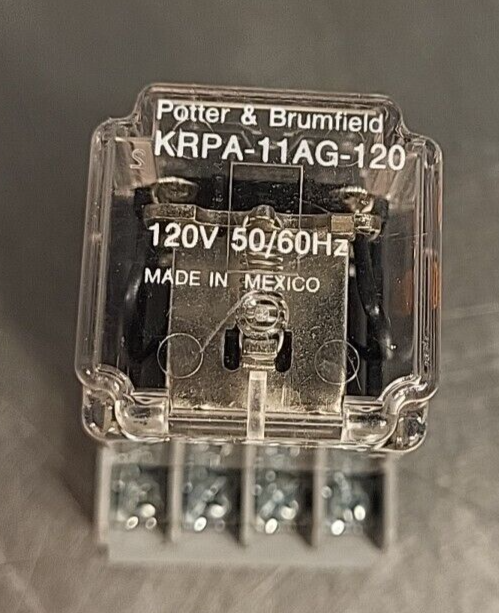 Potter & Brumfield
KRPA-11AG-120
120V 50/60Hz
MADE IN MEXICO